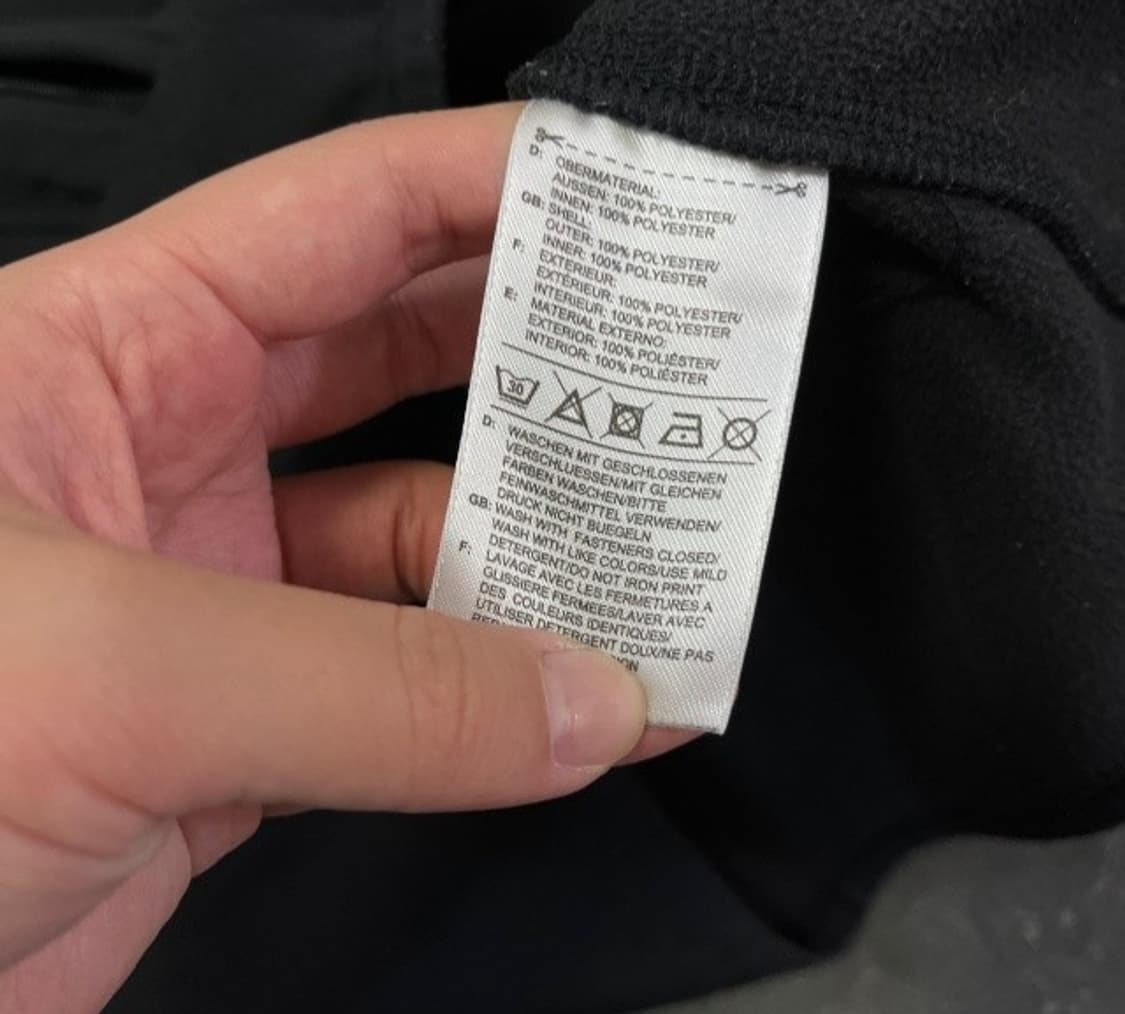 D: OBERMATERIAL:
AUSSEN: 100% POLYESTER/
INNEN: 100% POLYESTER
GB: SHELL:
OUTER: 100% POLYESTER/
INNER: 100% POLYESTER
F: EXTERIEUR:
EXTÉRIEUR: 100% POLYESTER/
INTERIEUR: 100% POLYESTER
E: MATERIAL EXTERNO:
EXTERIOR: 100% POLIÉSTER/
INTERIOR: 100% POLIÉSTER
30
D: WASCHEN MIT GESCHLOSSENEN
VERSCHLUESSEN/MIT GLEICHEN
FARBEN WASCHEN/BITTE
FEINWASCHMITTEL VERWENDEN/
DRUCK NICHT BUEGELN
GB: WASH WITH FASTENERS CLOSED/
WASH WITH LIKE COLORS/USE MILD
DETERGENT/DO NOT IRON PRINT
F: LAVAGE AVEC LES FERMETURES A
GLISSIERE FERMEES/LAVER AVEC
DES COULEURS IDENTIQUES/
UTILISER DETERGENT DOUX/NE PAS